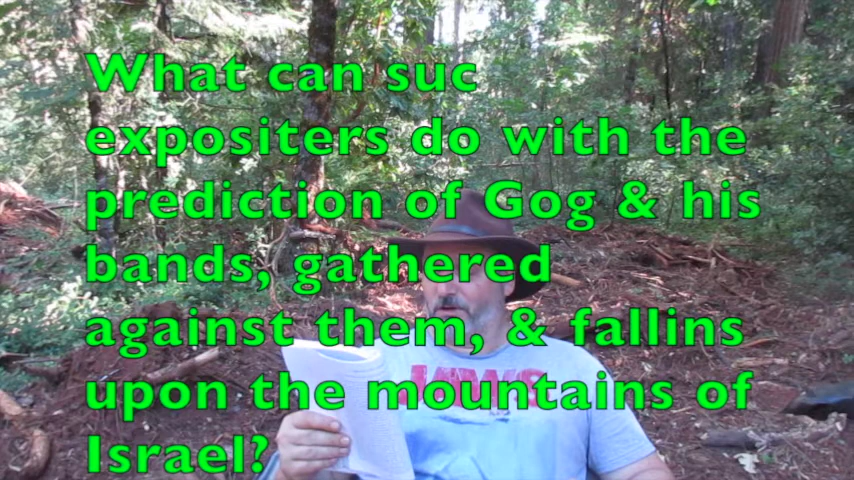 What can suc
expositers do with the
prediction of Gog & his
bands, gathered
against them, & fallins
upon the mountains of
Israel?
JAWS